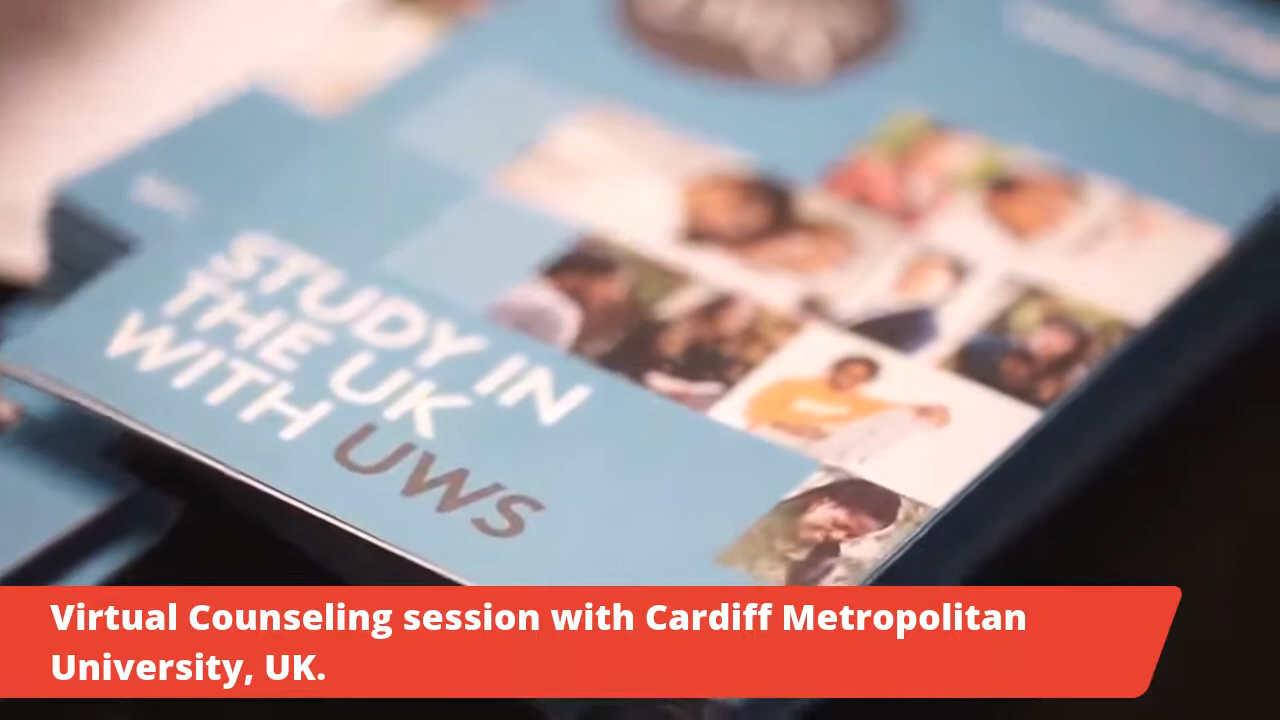 STUDY IN
THE UK
WITH UWS
Virtual Counseling session with Cardiff Metropolitan
University, UK.